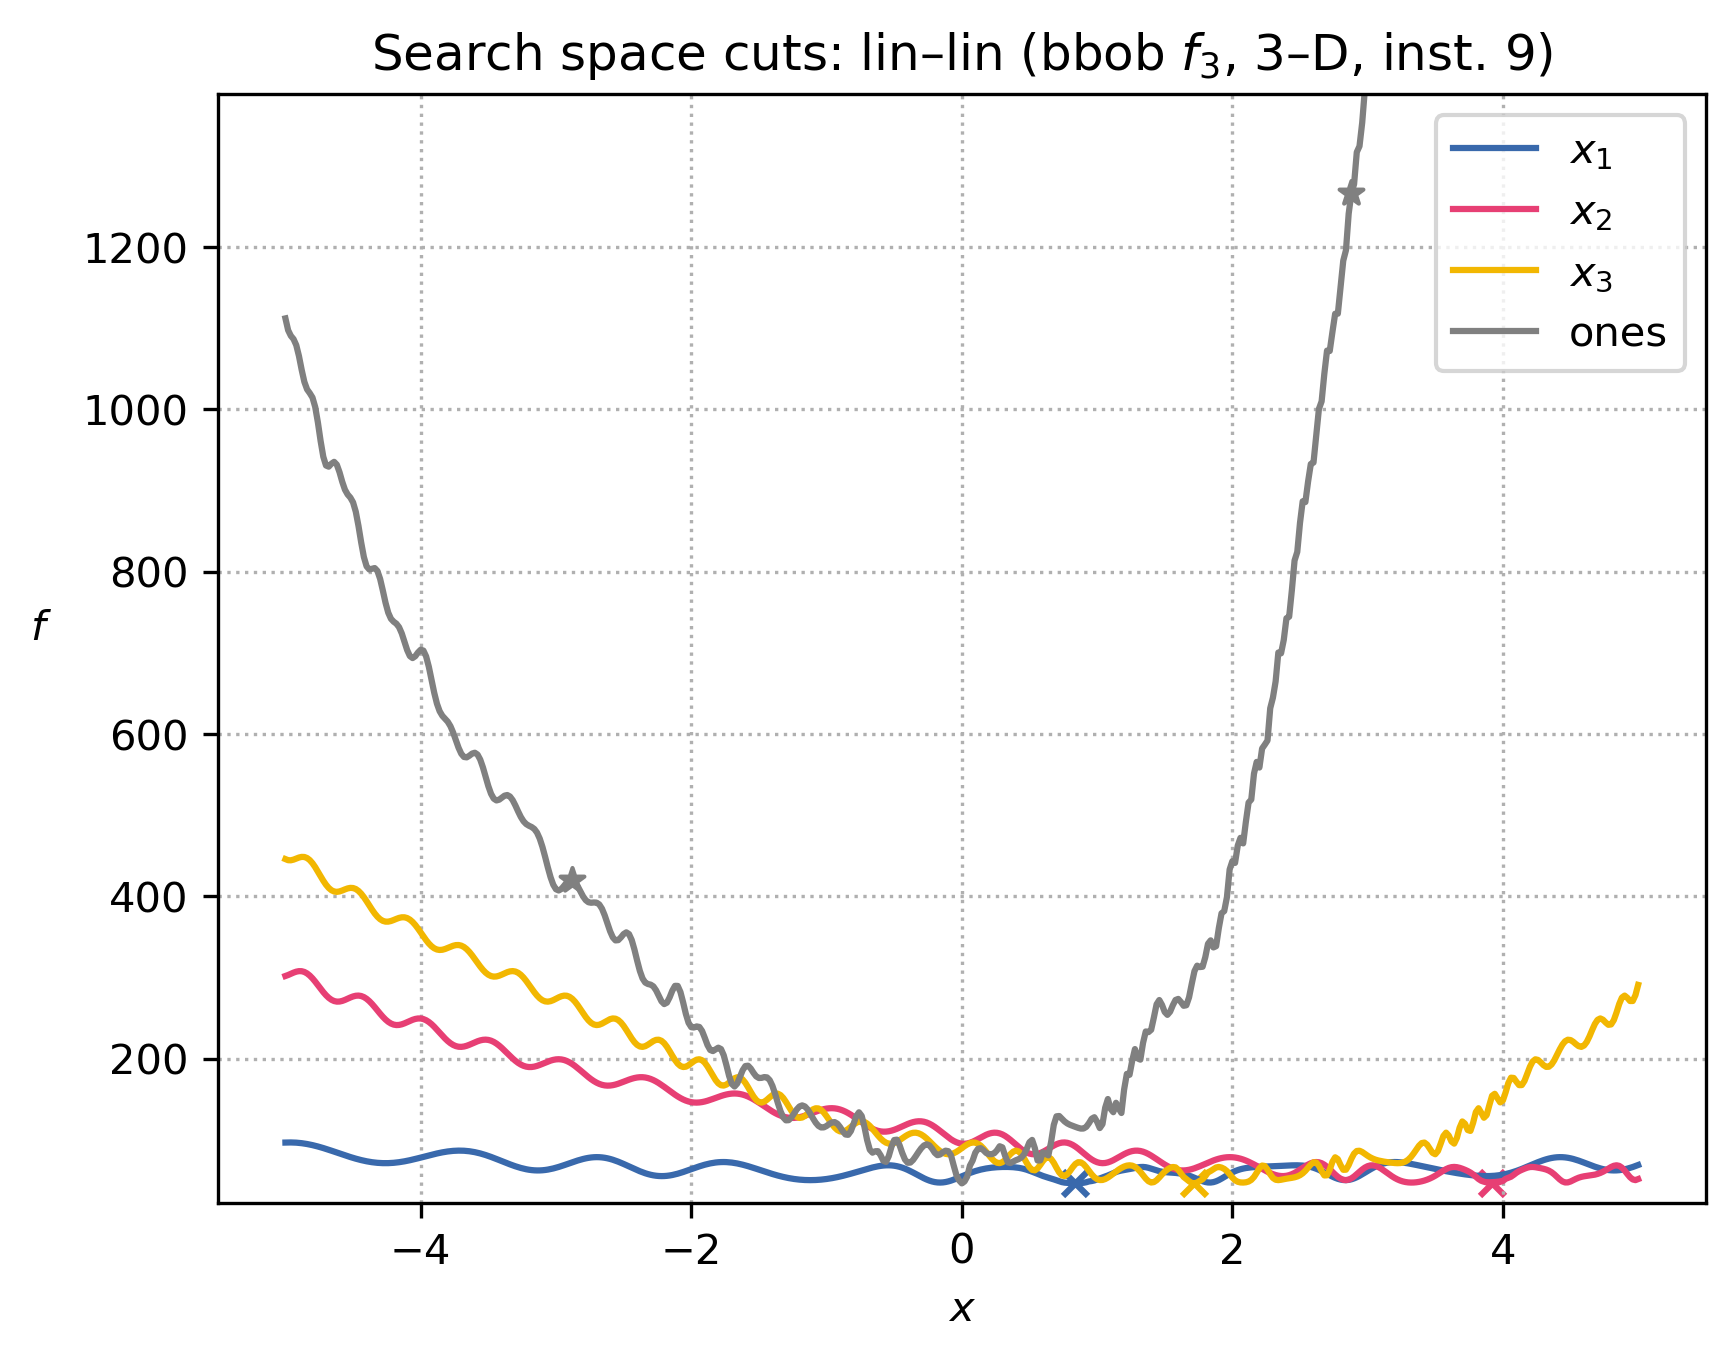 Search space cuts: lin–lin (bbob f3, 3–D, inst. 9)
x1
x2
x3
ones
1200
1000
800
600
400
200
f
−4
−2
0
2
4
x